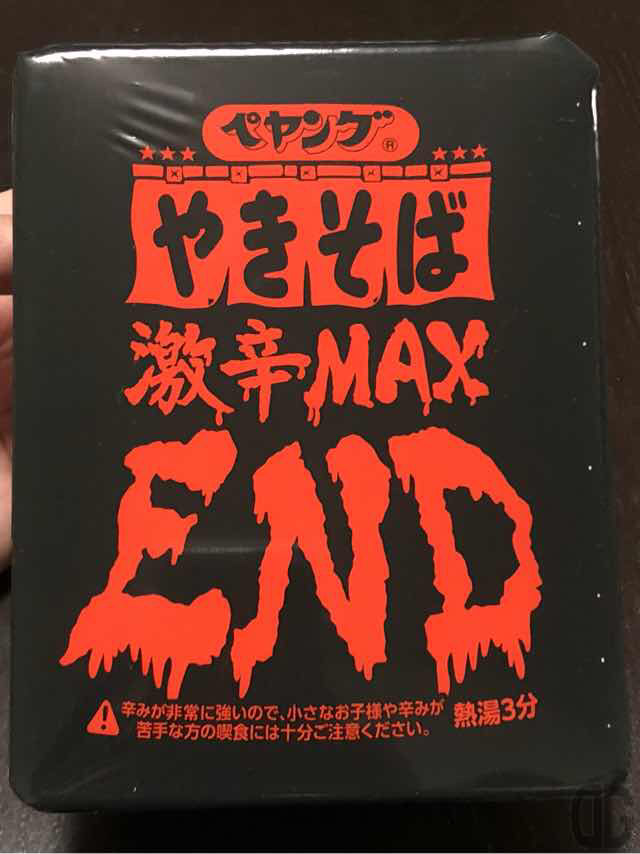 ペヤング®
★★★ ★★★
やきそば
激辛MAX
END
辛みが非常に強いので、小さなお子様や辛みが
苦手な方の喫食には十分ご注意ください。
熱湯3分